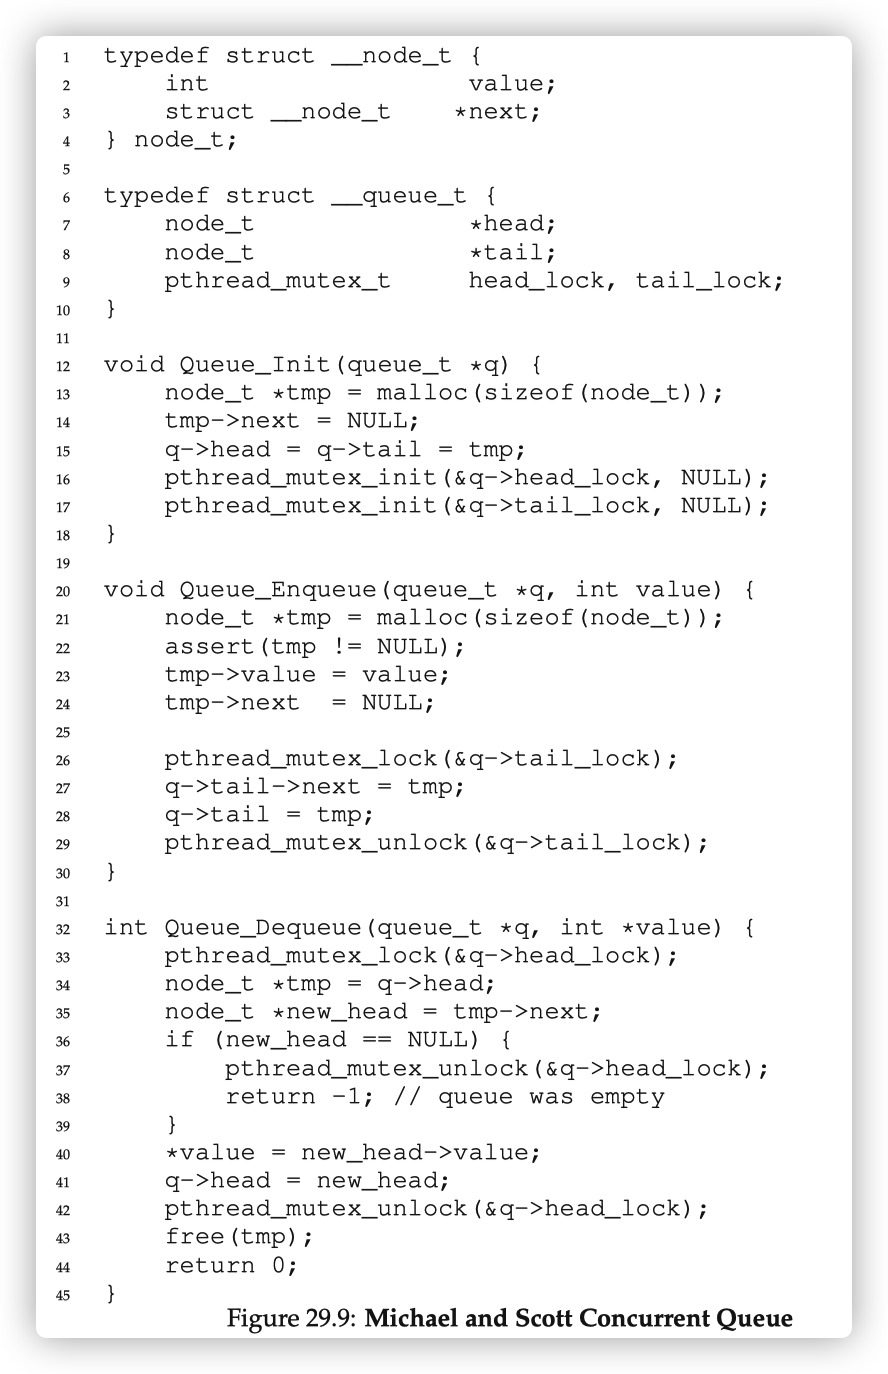 1 typedef struct __node_t {
2     int                 value;
3     struct __node_t    *next;
4 } node_t;
5
6 typedef struct __queue_t {
7     node_t              *head;
8     node_t              *tail;
9     pthread_mutex_t     head_lock, tail_lock;
10 }
11
12 void Queue_Init(queue_t *q) {
13     node_t *tmp = malloc(sizeof(node_t));
14     tmp->next = NULL;
15     q->head = q->tail = tmp;
16     pthread_mutex_init(&q->head_lock, NULL);
17     pthread_mutex_init(&q->tail_lock, NULL);
18 }
19
20 void Queue_Enqueue(queue_t *q, int value) {
21     node_t *tmp = malloc(sizeof(node_t));
22     assert(tmp != NULL);
23     tmp->value = value;
24     tmp->next  = NULL;
25
26     pthread_mutex_lock(&q->tail_lock);
27     q->tail->next = tmp;
28     q->tail = tmp;
29     pthread_mutex_unlock(&q->tail_lock);
30 }
31
32 int Queue_Dequeue(queue_t *q, int *value) {
33     pthread_mutex_lock(&q->head_lock);
34     node_t *tmp = q->head;
35     node_t *new_head = tmp->next;
36     if (new_head == NULL) {
37         pthread_mutex_unlock(&q->head_lock);
38         return -1; // queue was empty
39     }
40     *value = new_head->value;
41     q->head = new_head;
42     pthread_mutex_unlock(&q->head_lock);
43     free(tmp);
44     return 0;
45 }
Figure 29.9: Michael and Scott Concurrent Queue